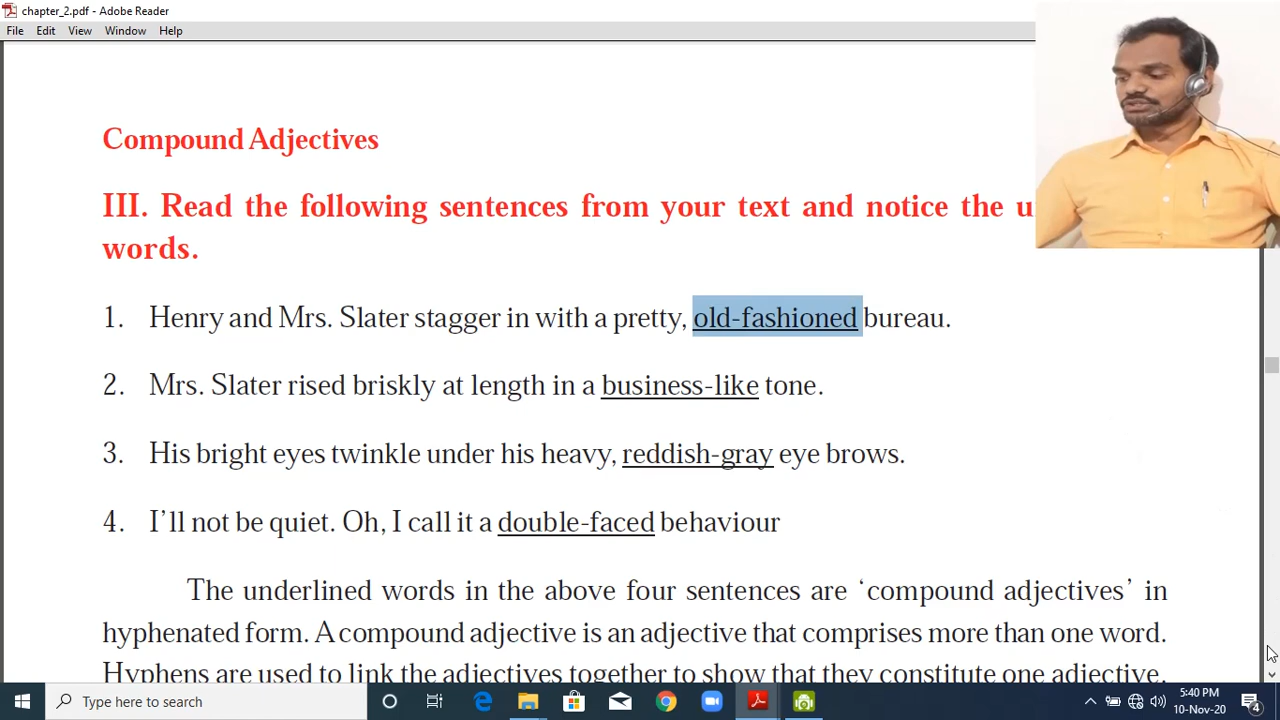 chapter_2.pdf - Adobe Reader
File Edit View Window Help
Compound Adjectives
III. Read the following sentences from your text and notice the
words.
1. Henry and Mrs. Slater stagger in with a pretty, old-fashioned bureau.
2. Mrs. Slater rised briskly at length in a business-like tone.
3. His bright eyes twinkle under his heavy, reddish-gray eye brows.
4. I'll not be quiet. Oh, I call it a double-faced behaviour
The underlined words in the above four sentences are ‘compound adjectives’ in
hyphenated form. A compound adjective is an adjective that comprises more than one word.
Hyphens are used to link the adjectives together to show that they constitute one adjective.
Type here to search
5:40 PM
10-Nov-20
4